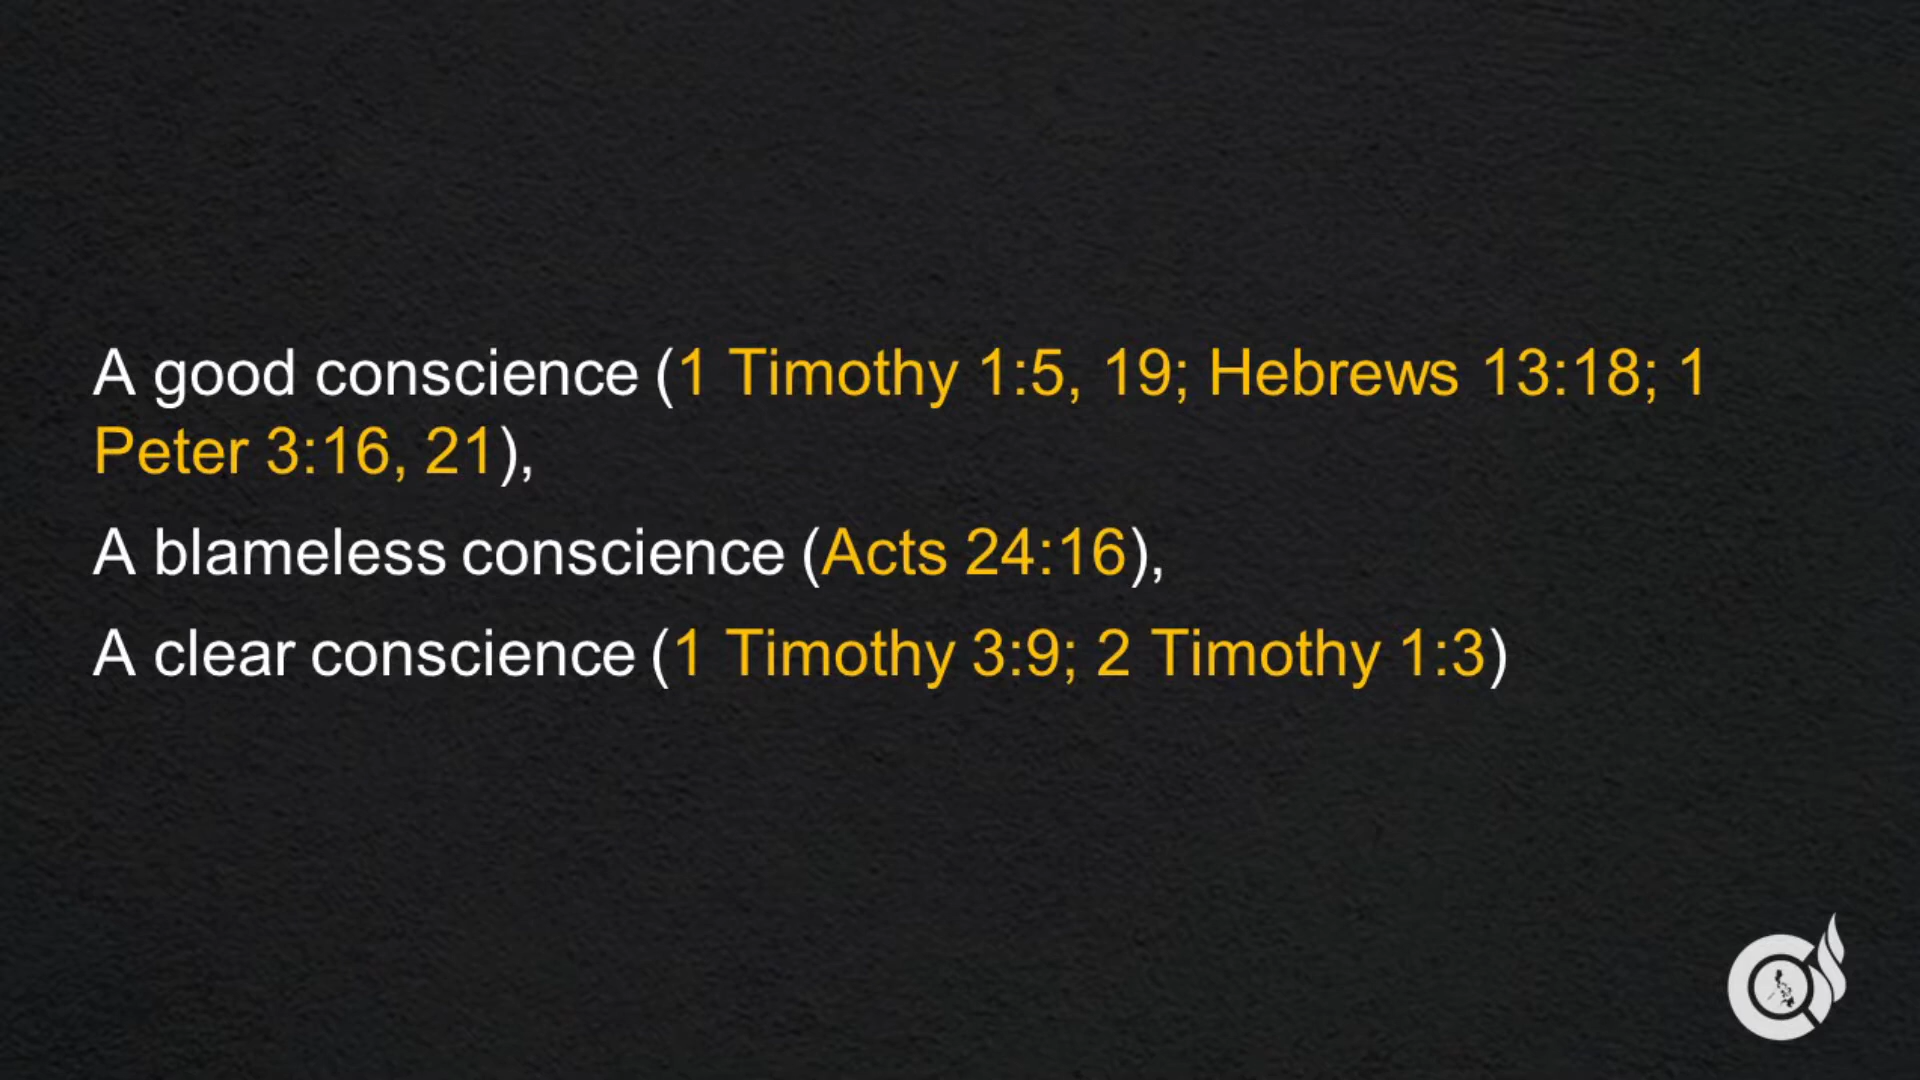 A good conscience (1 Timothy 1:5, 19; Hebrews 13:18; 1
Peter 3:16, 21),
A blameless conscience (Acts 24:16),
A clear conscience (1 Timothy 3:9; 2 Timothy 1:3)